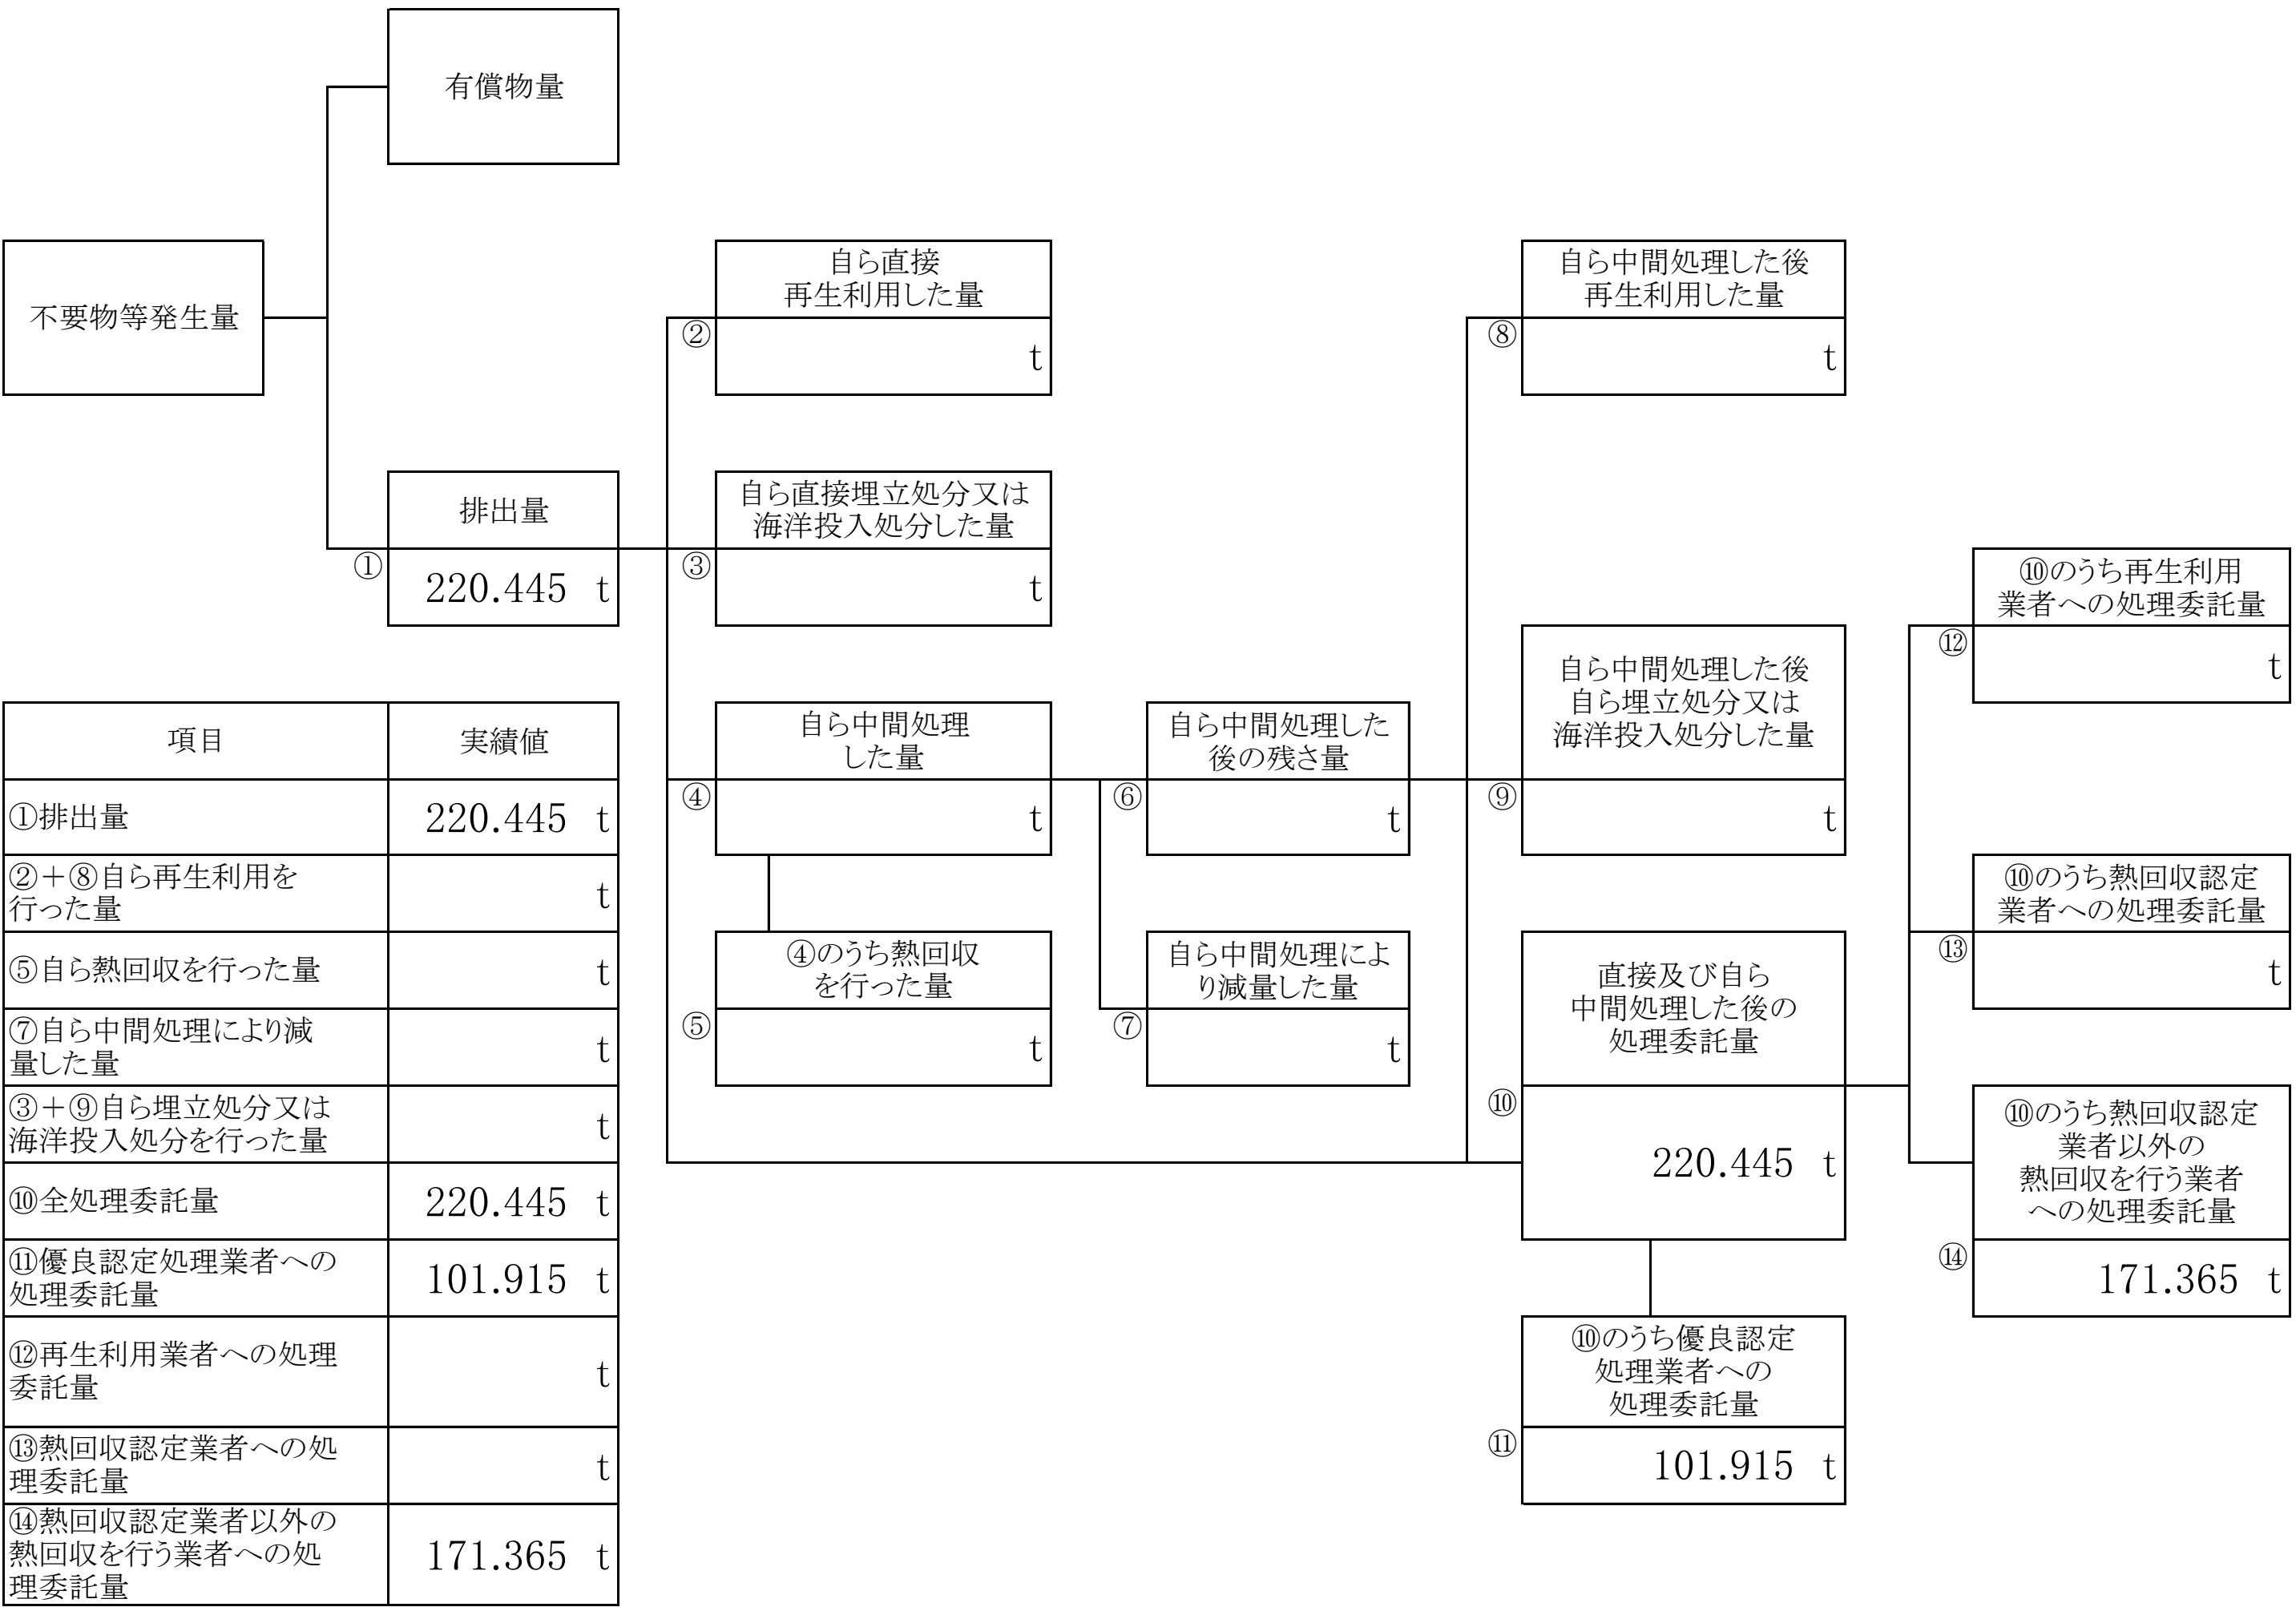 有償物量
不要物等発生量
排出量
①
220.445 t
自ら直接
再生利用した量
②
t
自ら直接埋立処分又は
海洋投入処分した量
③
t
自ら中間処理
した量
④
t
④のうち熱回収
を行った量
⑤
t
自ら中間処理した
後の残さ量
⑥
t
自ら中間処理によ
り減量した量
⑦
t
自ら中間処理した後
再生利用した量
⑧
t
自ら中間処理した後
自ら埋立処分又は
海洋投入処分した量
⑨
t
直接及び自ら
中間処理した後の
処理委託量
⑩
220.445 t
⑩のうち優良認定
処理業者への
処理委託量
⑪
101.915 t
⑩のうち再生利用
業者への処理委託量
⑫
t
⑩のうち熱回収認定
業者への処理委託量
⑬
t
⑩のうち熱回収認定
業者以外の
熱回収を行う業者
への処理委託量
⑭
171.365 t
項目 実績値
①排出量 220.445 t
②＋⑧自ら再生利用を
行った量
t
⑤自ら熱回収を行った量 t
⑦自ら中間処理により減
量した量
t
③＋⑨自ら埋立処分又は
海洋投入処分を行った量
t
⑩全処理委託量 220.445 t
⑪優良認定処理業者への
処理委託量
101.915 t
⑫再生利用業者への処理
委託量
t
⑬熱回収認定業者への処
理委託量
t
⑭熱回収認定業者以外の
熱回収を行う業者への処
理委託量
171.365 t